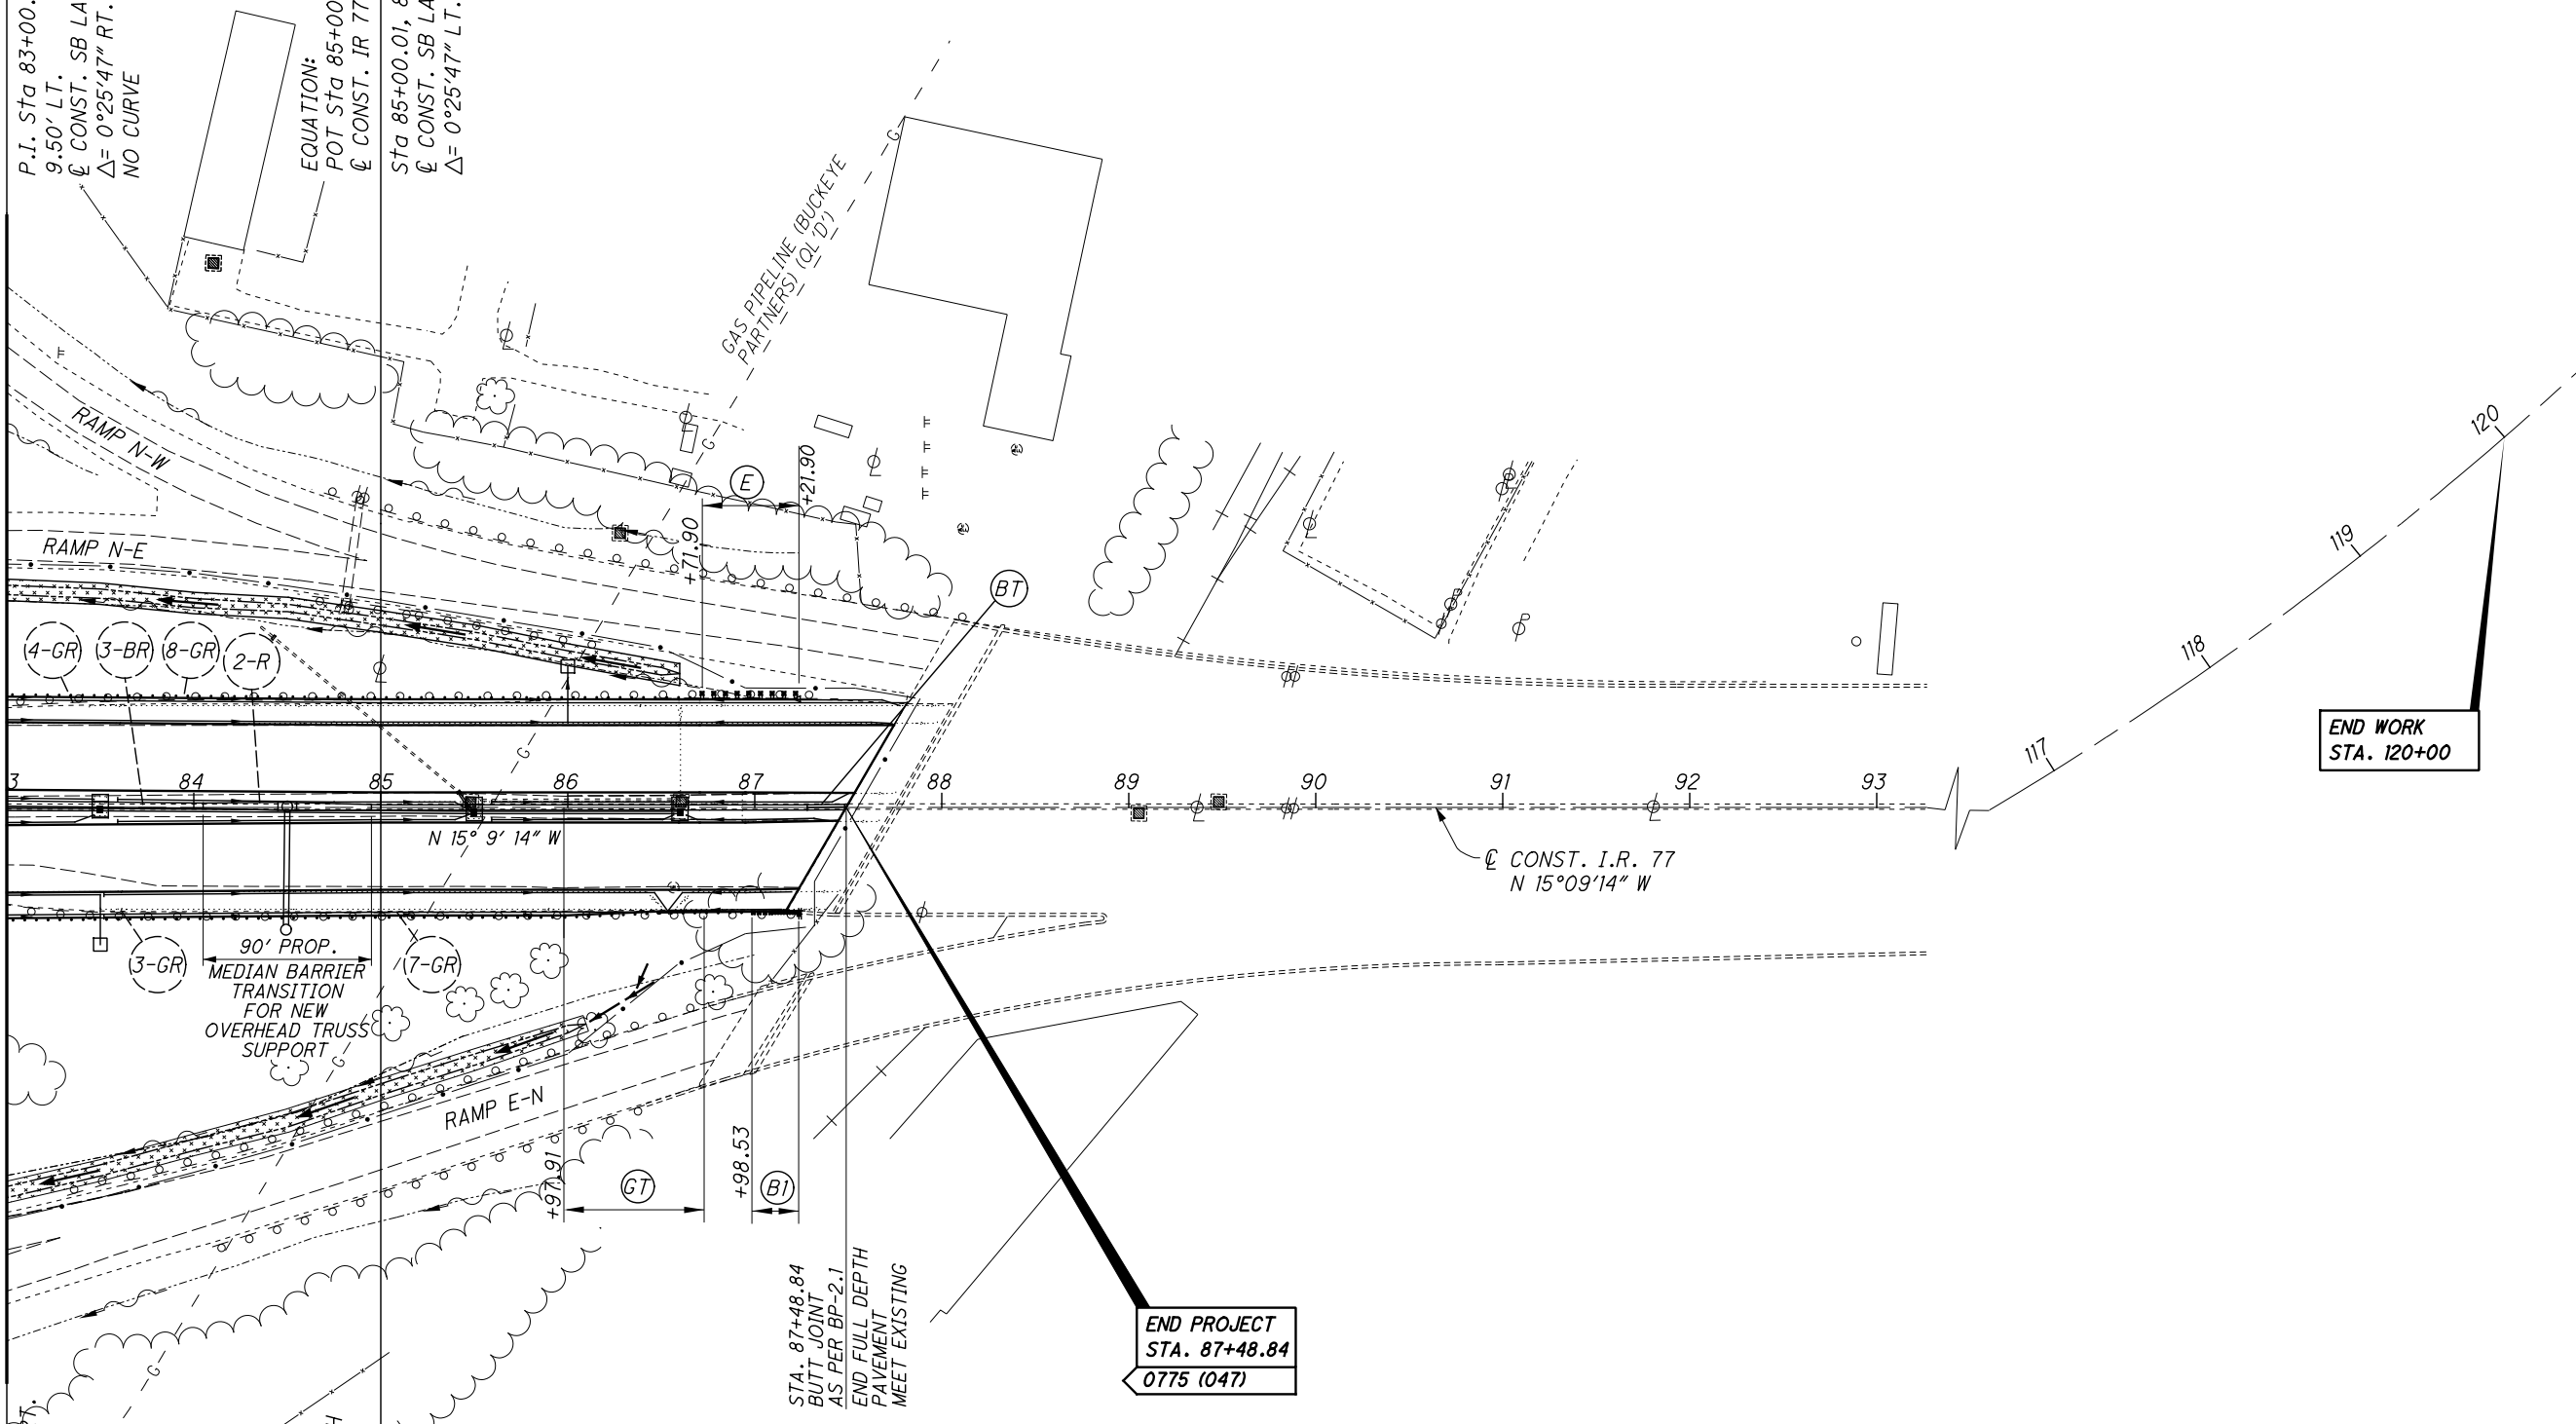 P.I. Sta 83+00.
9.50' LT.
℄ CONST. SB LA
Δ= 0°25'47" RT.
NO CURVE
EQUATION:
POT Sta 85+00
℄ CONST. IR 77
Sta 85+00.01, 8
℄ CONST. SB LA
Δ= 0°25'47" LT.
GAS PIPELINE (BUCKEYE
PARTNERS) (QL'D')
G
G
G
G
G
G
RAMP N-W
RAMP N-E
E
+71.90
+21.90
BT
4-GR
3-BR
8-GR
2-R
3
84
85
86
87
88
89
90
91
92
93
117
118
119
120
END WORK
STA. 120+00
N 15° 9' 14" W
℄ CONST. I.R. 77
N 15°09'14" W
3-GR
7-GR
90' PROP.
MEDIAN BARRIER
TRANSITION
FOR NEW
OVERHEAD TRUSS
SUPPORT
RAMP E-N
+97.91
GT
+98.53
B1
STA. 87+48.84
BUTT JOINT
AS PER BP-2.1
END FULL DEPTH
PAVEMENT
MEET EXISTING
END PROJECT
STA. 87+48.84
0775 (047)